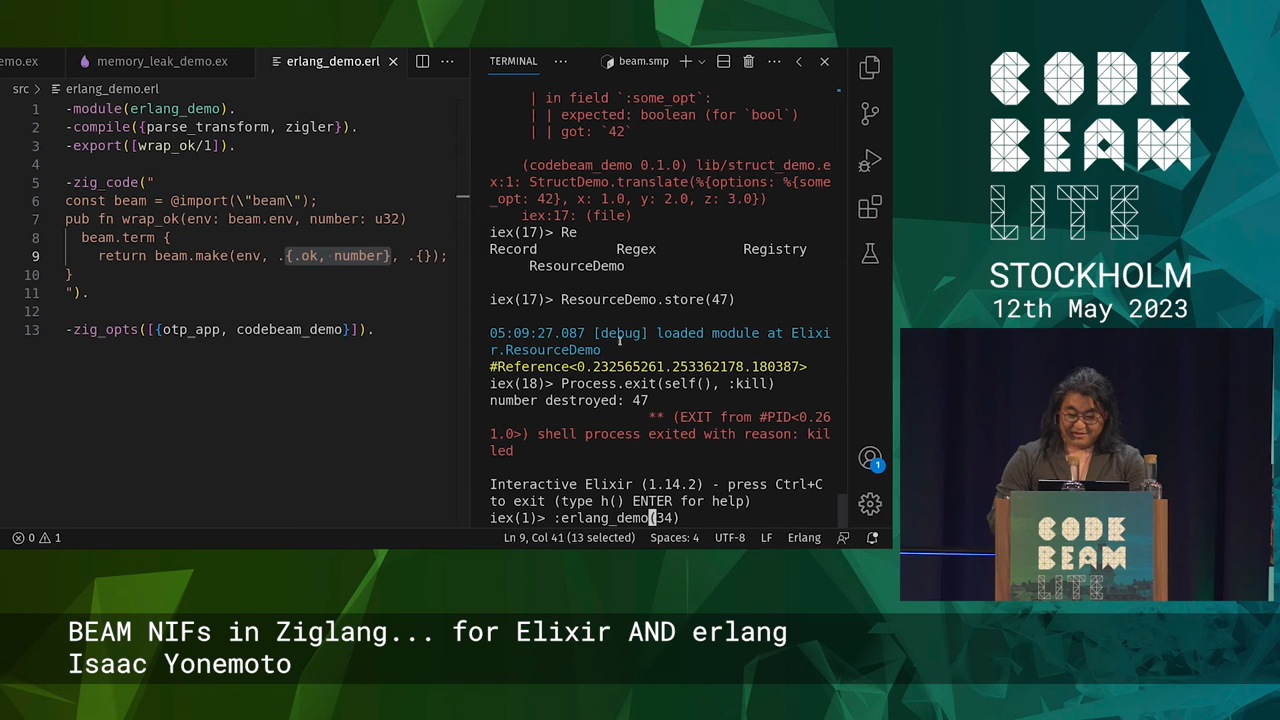 emo.ex
memory_leak_demo.ex
erlang_demo.erl
src > erlang_demo.erl
1 -module(erlang_demo).
2 -compile({parse_transform, zigler}).
3 -export([wrap_ok/1]).
4
5 -zig_code("
6 const beam = @import(\"beam\");
7 pub fn wrap_ok(env: beam.env, number: u32)
8 beam.term {
9 return beam.make(env, .{.ok, number}, .{});
10 }
11 ").
12
13 -zig_opts([{otp_app, codebeam_demo}]).
TERMINAL
beam.smp
| in field `:some_opt`:
| | expected: boolean (for `bool`)
| | got: `42`
(codebeam_demo 0.1.0) lib/struct_demo.e
x:1: StructDemo.translate(%{options: %{some
_opt: 42}, x: 1.0, y: 2.0, z: 3.0})
iex:17: (file)
iex(17)> Re
Record Regex Registry
ResourceDemo
iex(17)> ResourceDemo.store(47)
05:09:27.087 [debug] loaded module at Elixi
r.ResourceDemo
#Reference<0.232565261.253362178.180387>
iex(18)> Process.exit(self(), :kill)
number destroyed: 47
** (EXIT from #PID<0.26
1.0>) shell process exited with reason: kil
led
Interactive Elixir (1.14.2) - press Ctrl+C
to exit (type h() ENTER for help)
iex(1)> :erlang_demo(34)
1
0 1
Ln 9, Col 41 (13 selected) Spaces: 4 UTF-8 LF Erlang
CODE
BEAM
LITE
STOCKHOLM
12th May 2023
CODE
BEAM
LITE
BEAM NIFs in Ziglang... for Elixir AND erlang
Isaac Yonemoto